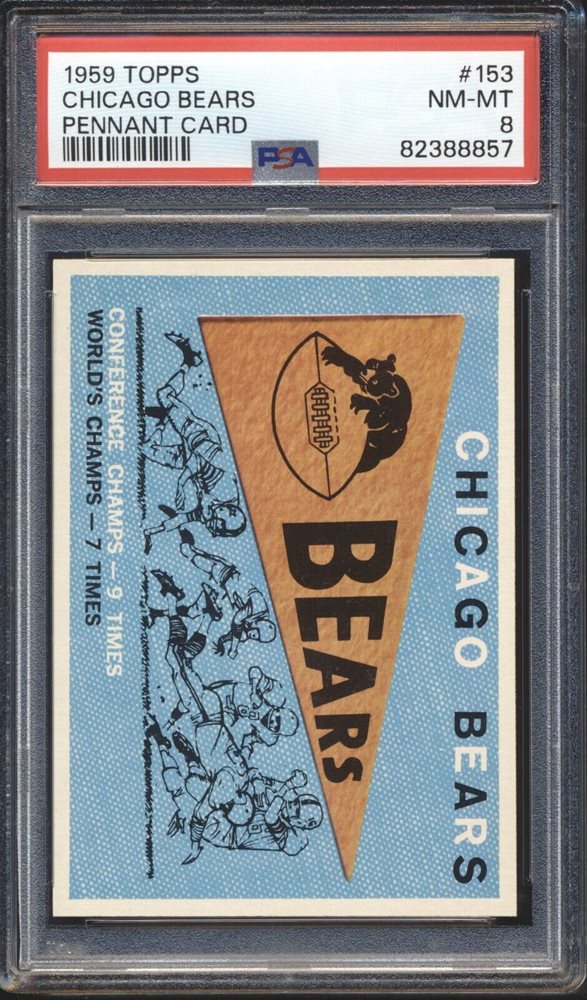 1959 TOPPS #153
CHICAGO BEARS NM-MT
PENNANT CARD 8
PSA 82388857
CHICAGO BEARS
BEARS
CONFERENCE CHAMPS — 9 TIMES
WORLD'S CHAMPS — 7 TIMES